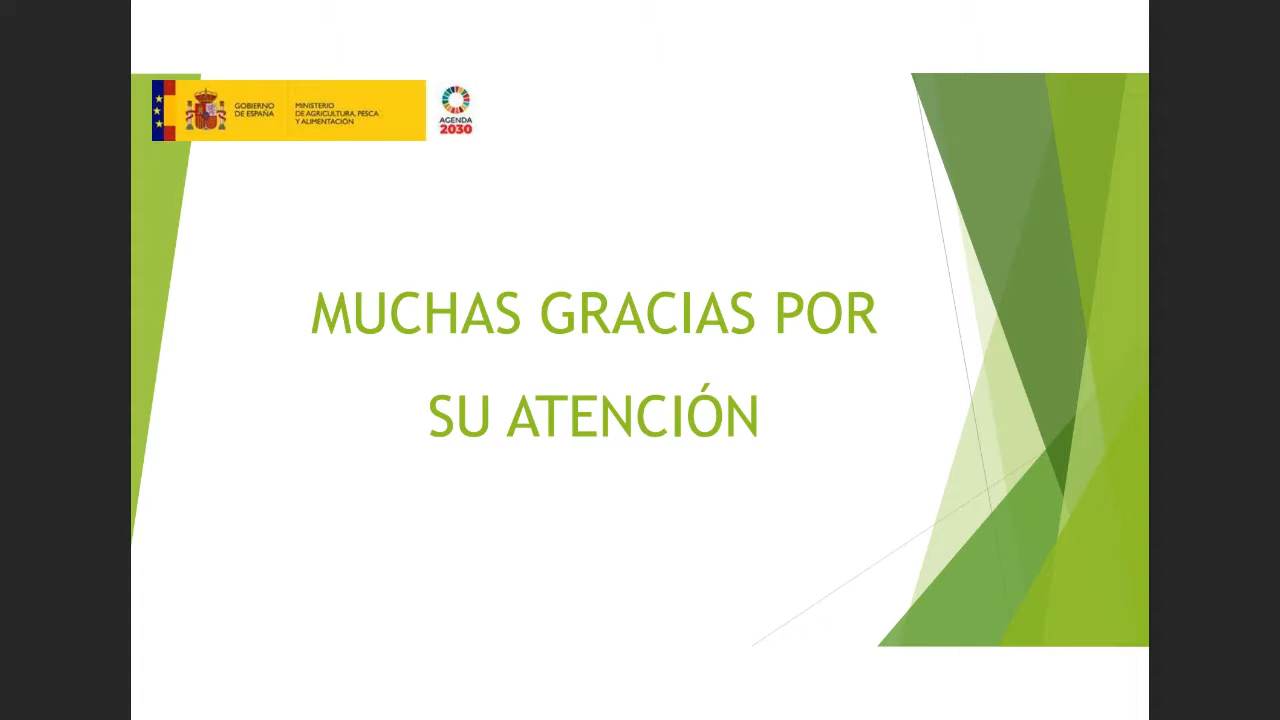 GOBIERNO
DE ESPAÑA
MINISTERIO
DE AGRICULTURA, PESCA
Y ALIMENTACIÓN
AGENDA
2030
MUCHAS GRACIAS POR
SU ATENCIÓN